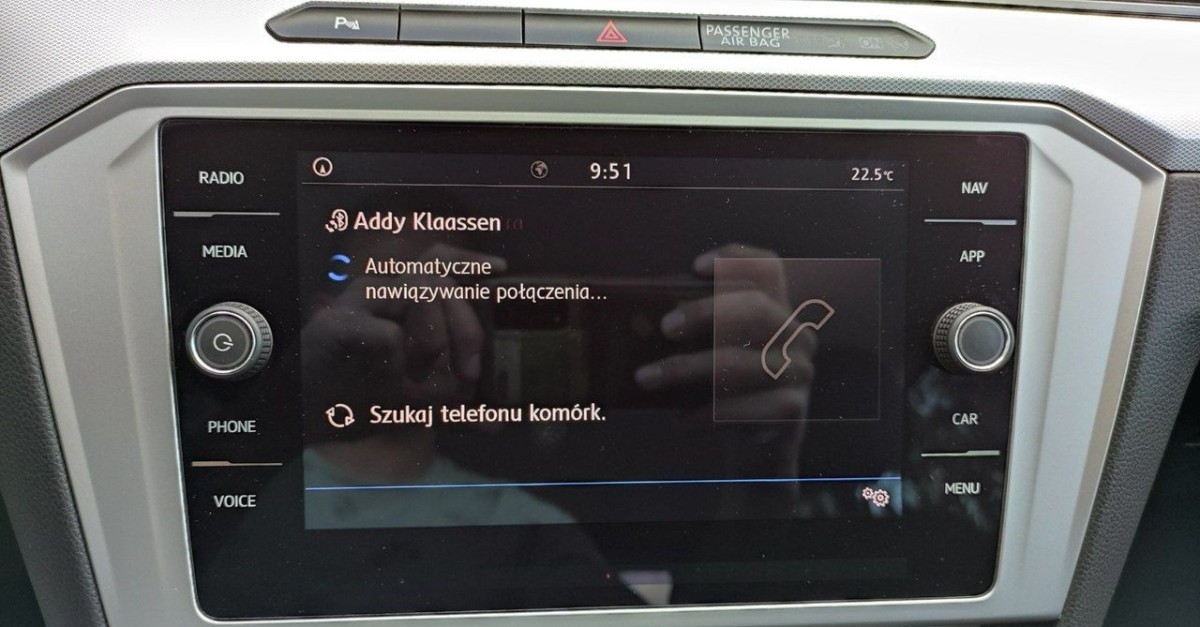 P
PASSENGER
AIR BAG
ON
RADIO
MEDIA
PHONE
VOICE
9:51
22.5°C
Addy Klaassen
Automatyczne
nawiązywanie połączenia...
Szukaj telefonu komórk.
NAV
APP
CAR
MENU